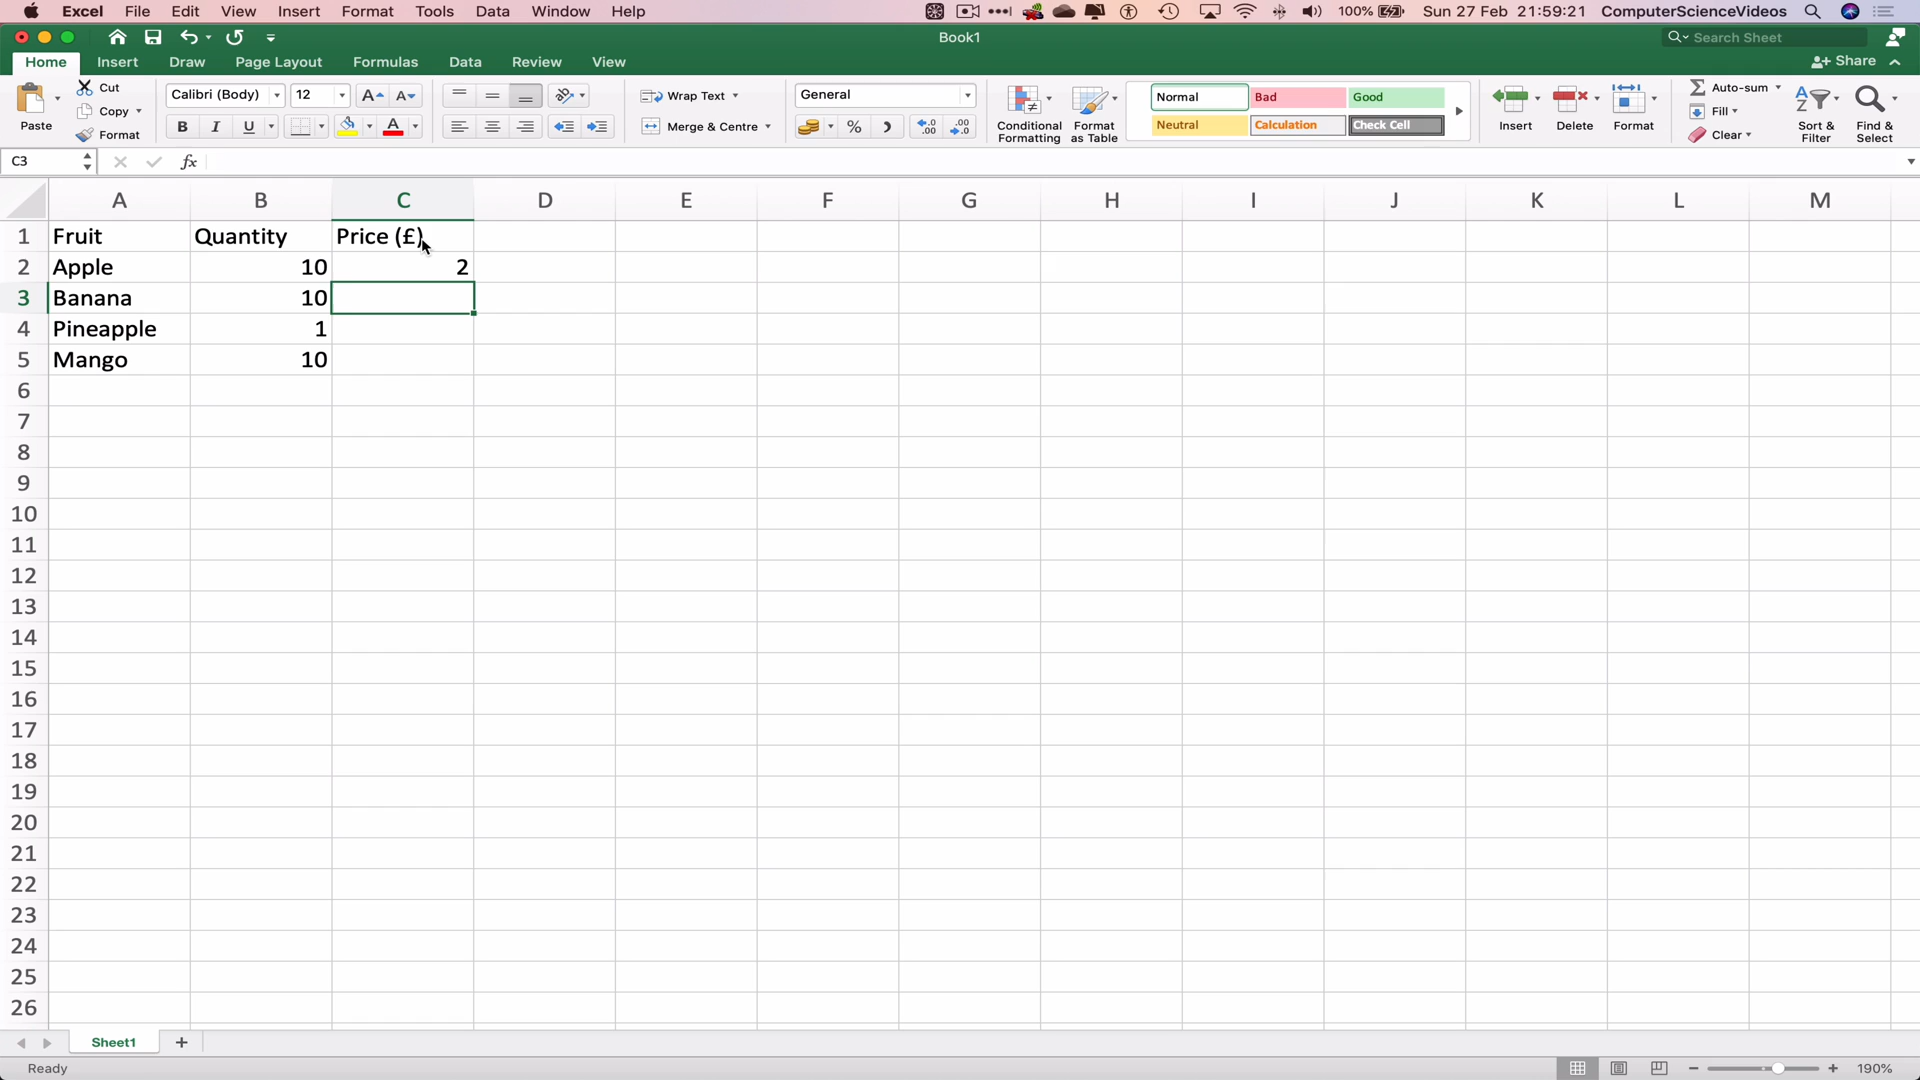 Excel File Edit View Insert Format Tools Data Window Help 100% Sun 27 Feb 21:59:21 ComputerScienceVideos
Book1 Search Sheet
Home Insert Draw Page Layout Formulas Data Review View Share
Paste Cut Copy Format
Calibri (Body) 12
B I U A
Wrap Text
Merge & Centre
General
%
Conditional Formatting
Format as Table
Normal Bad Good
Neutral Calculation Check Cell
Insert Delete Format
Auto-sum
Fill
Clear
Sort & Filter
Find & Select
C3 fx
A B C D E F G H I J K L M
1 Fruit Quantity Price (£)
2 Apple 10 2
3 Banana 10
4 Pineapple 1
5 Mango 10
6
7
8
9
10
11
12
13
14
15
16
17
18
19
20
21
22
23
24
25
26
Sheet1 +
Ready 190%